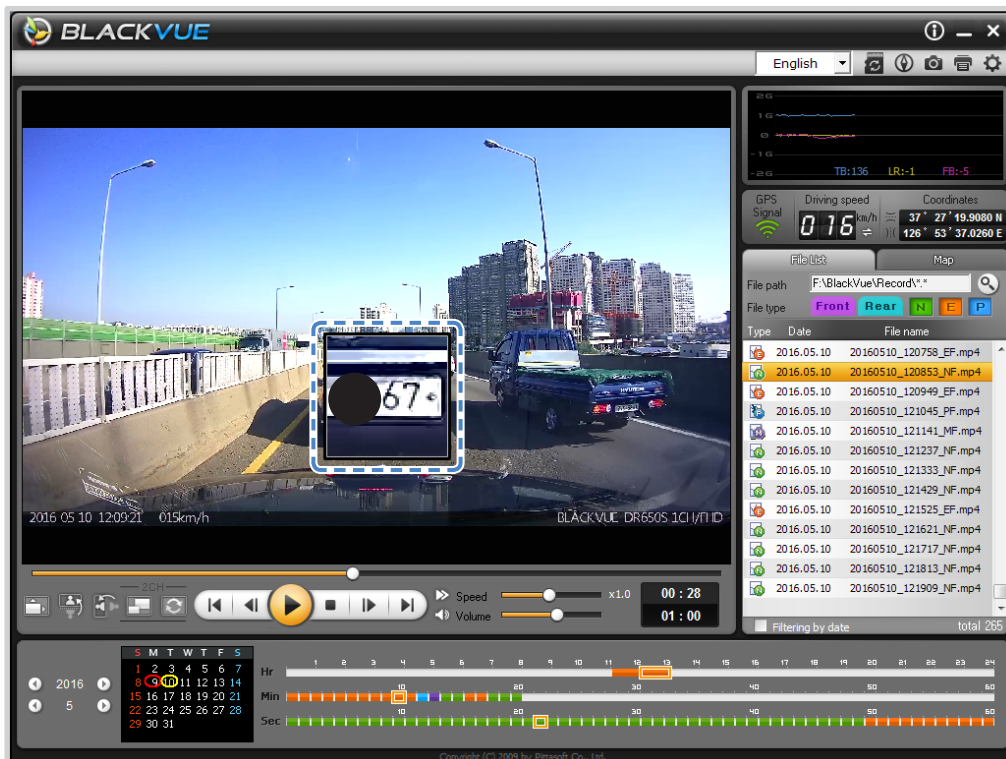 BLACKVUE
English
2G
1G
0
-1G
-2G
TB:136 LR:-1 FB:-5
GPS Signal
Driving speed
016 km/h
Coordinates
37° 27' 19.9080 N
126° 53' 37.0260 E
File List
Map
File path F:\BlackVue\Record\*.*
File type Front Rear N E P
Type Date File name
2016.05.10 20160510_120758_EF.mp4
2016.05.10 20160510_120853_NF.mp4
2016.05.10 20160510_120949_EF.mp4
2016.05.10 20160510_121045_PF.mp4
2016.05.10 20160510_121141_MF.mp4
2016.05.10 20160510_121237_NF.mp4
2016.05.10 20160510_121333_NF.mp4
2016.05.10 20160510_121429_NF.mp4
2016.05.10 20160510_121525_EF.mp4
2016.05.10 20160510_121621_NF.mp4
2016.05.10 20160510_121717_NF.mp4
2016.05.10 20160510_121813_NF.mp4
2016.05.10 20160510_121909_NF.mp4
Filtering by date total 265
67
HYUNDAI
2016 05 10 12:09:21 015km/h
BLACKVUE DR650S 1CH/FHD
2CH
Speed x1.0
Volume
00 : 28
01 : 00
2016
5
S M T W T F S
1 2 3 4 5 6 7
8 9 10 11 12 13 14
15 16 17 18 19 20 21
22 23 24 25 26 27 28
29 30 31
Hr 1 2 3 4 5 6 7 8 9 10 11 12 13 14 15 16 17 18 19 20 21 22 23 24
Min 10 20 30 40 50 60
Sec 10 20 30 40 50 60
Copyright (C) 2009 by Pittasoft Co., Ltd.